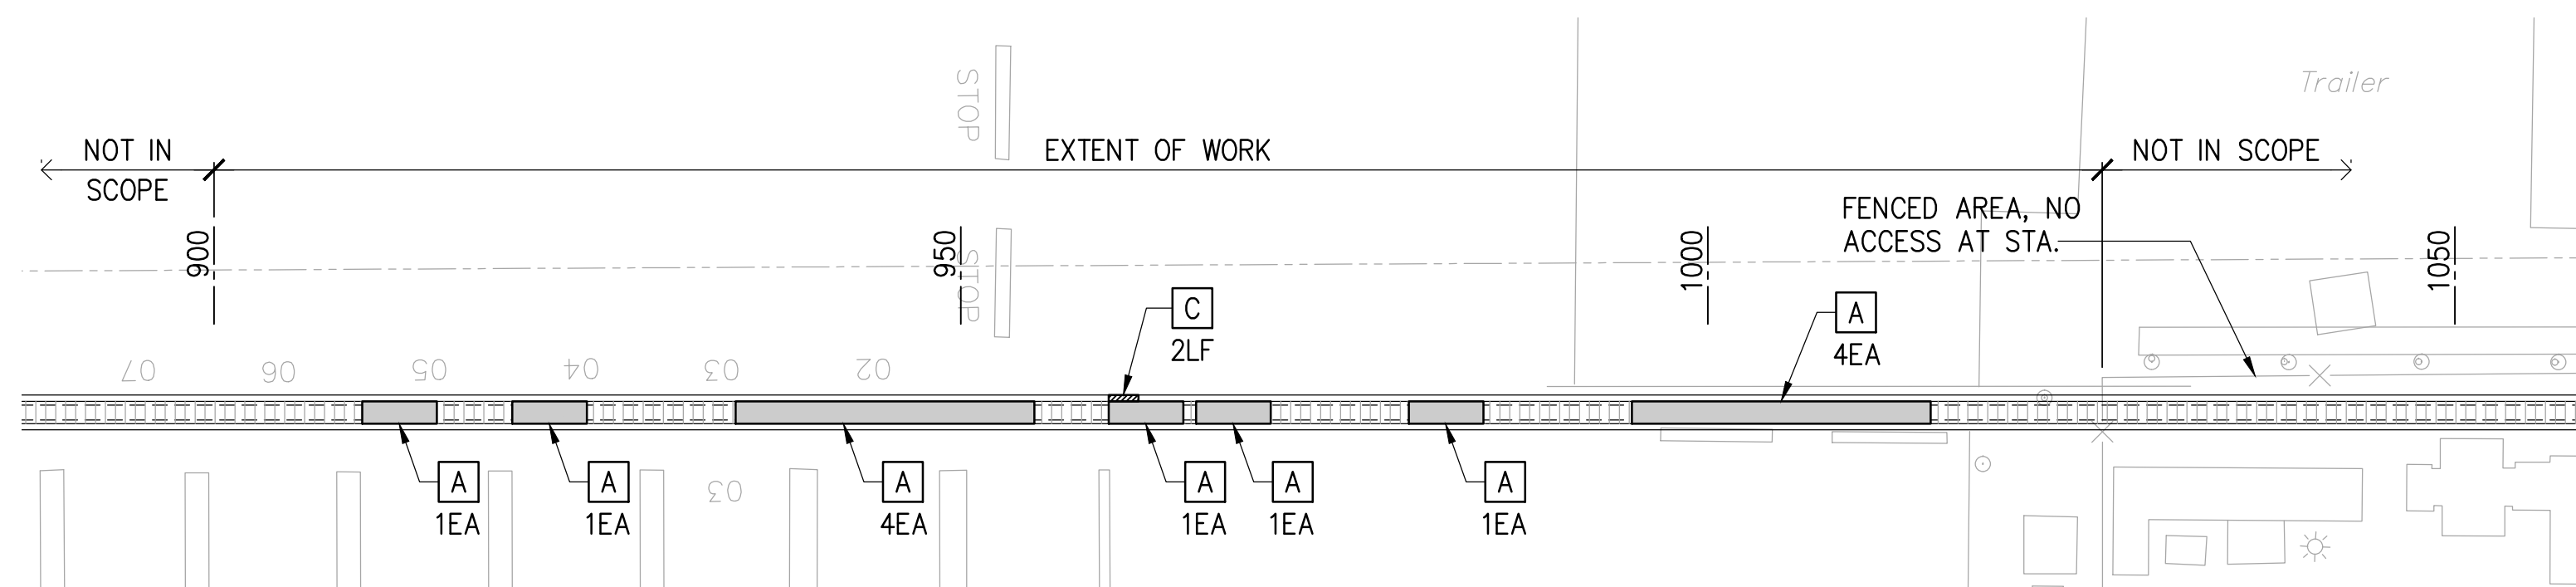 Trailer
STOP
NOT IN
SCOPE
EXTENT OF WORK
NOT IN SCOPE
FENCED AREA, NO
ACCESS AT STA.
900
950
STOP
1000
1050
C
2LF
A
4EA
07
06
05
04
03
02
A
1EA
A
1EA
03
A
4EA
A
1EA
A
1EA
A
1EA